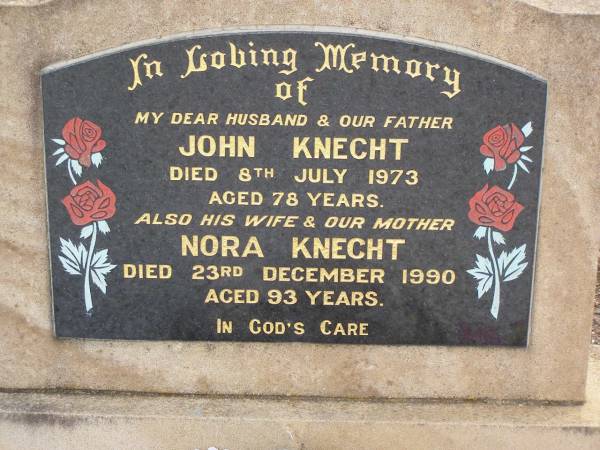 In Loving Memory
of
MY DEAR HUSBAND & OUR FATHER
JOHN KNECHT
DIED 8TH JULY 1973
AGED 78 YEARS.
ALSO HIS WIFE & OUR MOTHER
NORA KNECHT
DIED 23RD DECEMBER 1990
AGED 93 YEARS.
IN GOD'S CARE